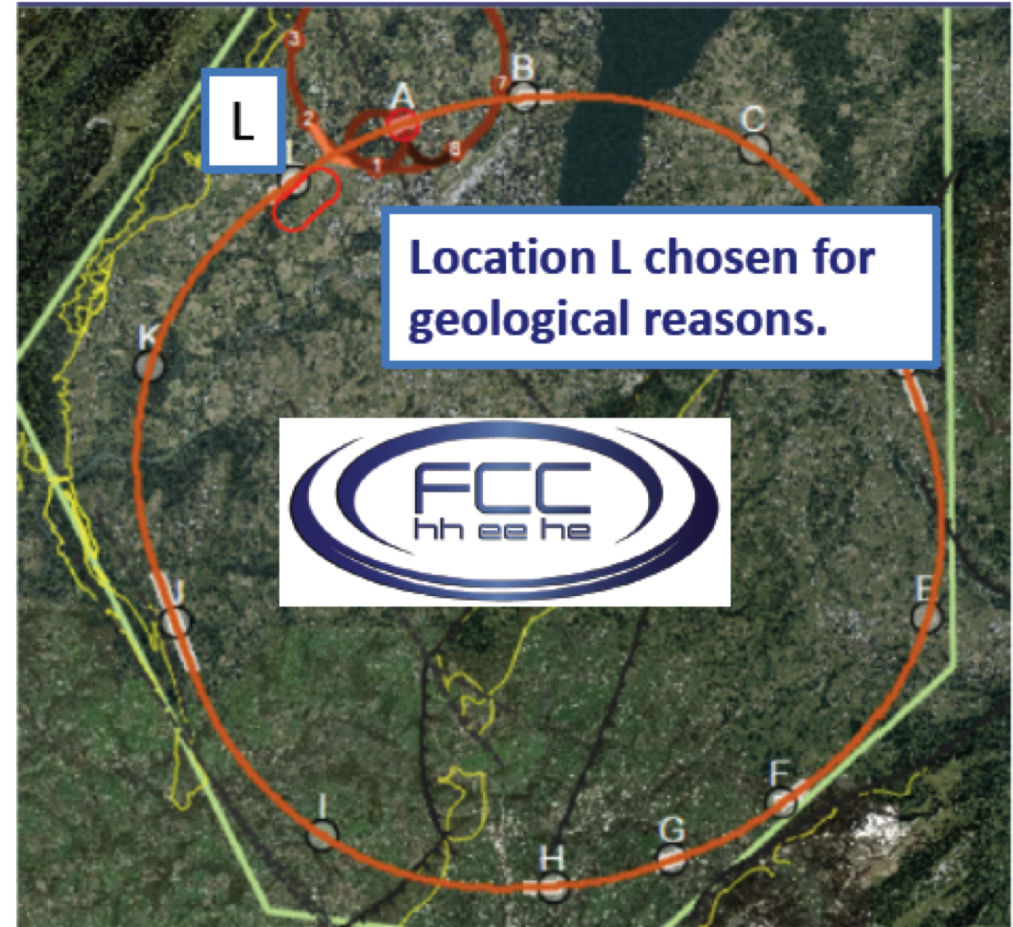 3
B
7
A
L
2
C
8
1
L
Location L chosen for
geological reasons.
K
FCC
hh ee he
J
E
F
I
G
H